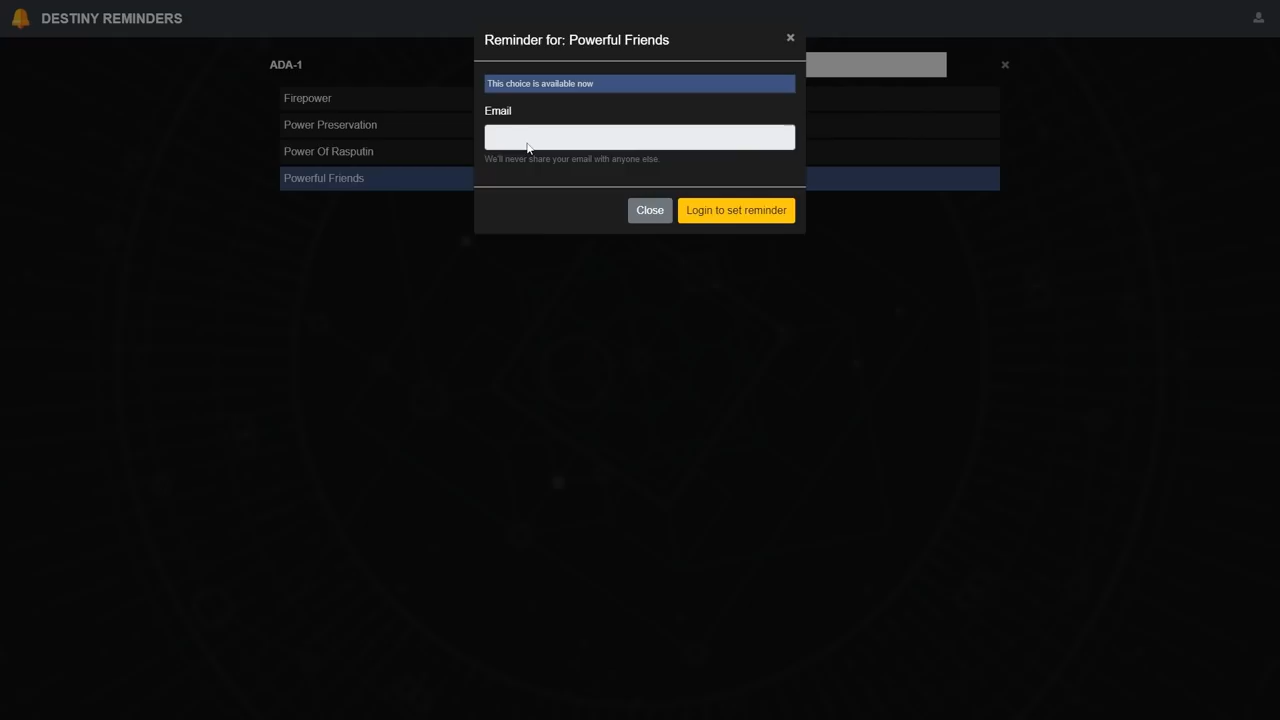 DESTINY REMINDERS
Reminder for: Powerful Friends
×
ADA-1
×
This choice is available now
Firepower
Email
Power Preservation
Power Of Rasputin
We'll never share your email with anyone else.
Powerful Friends
Close
Login to set reminder